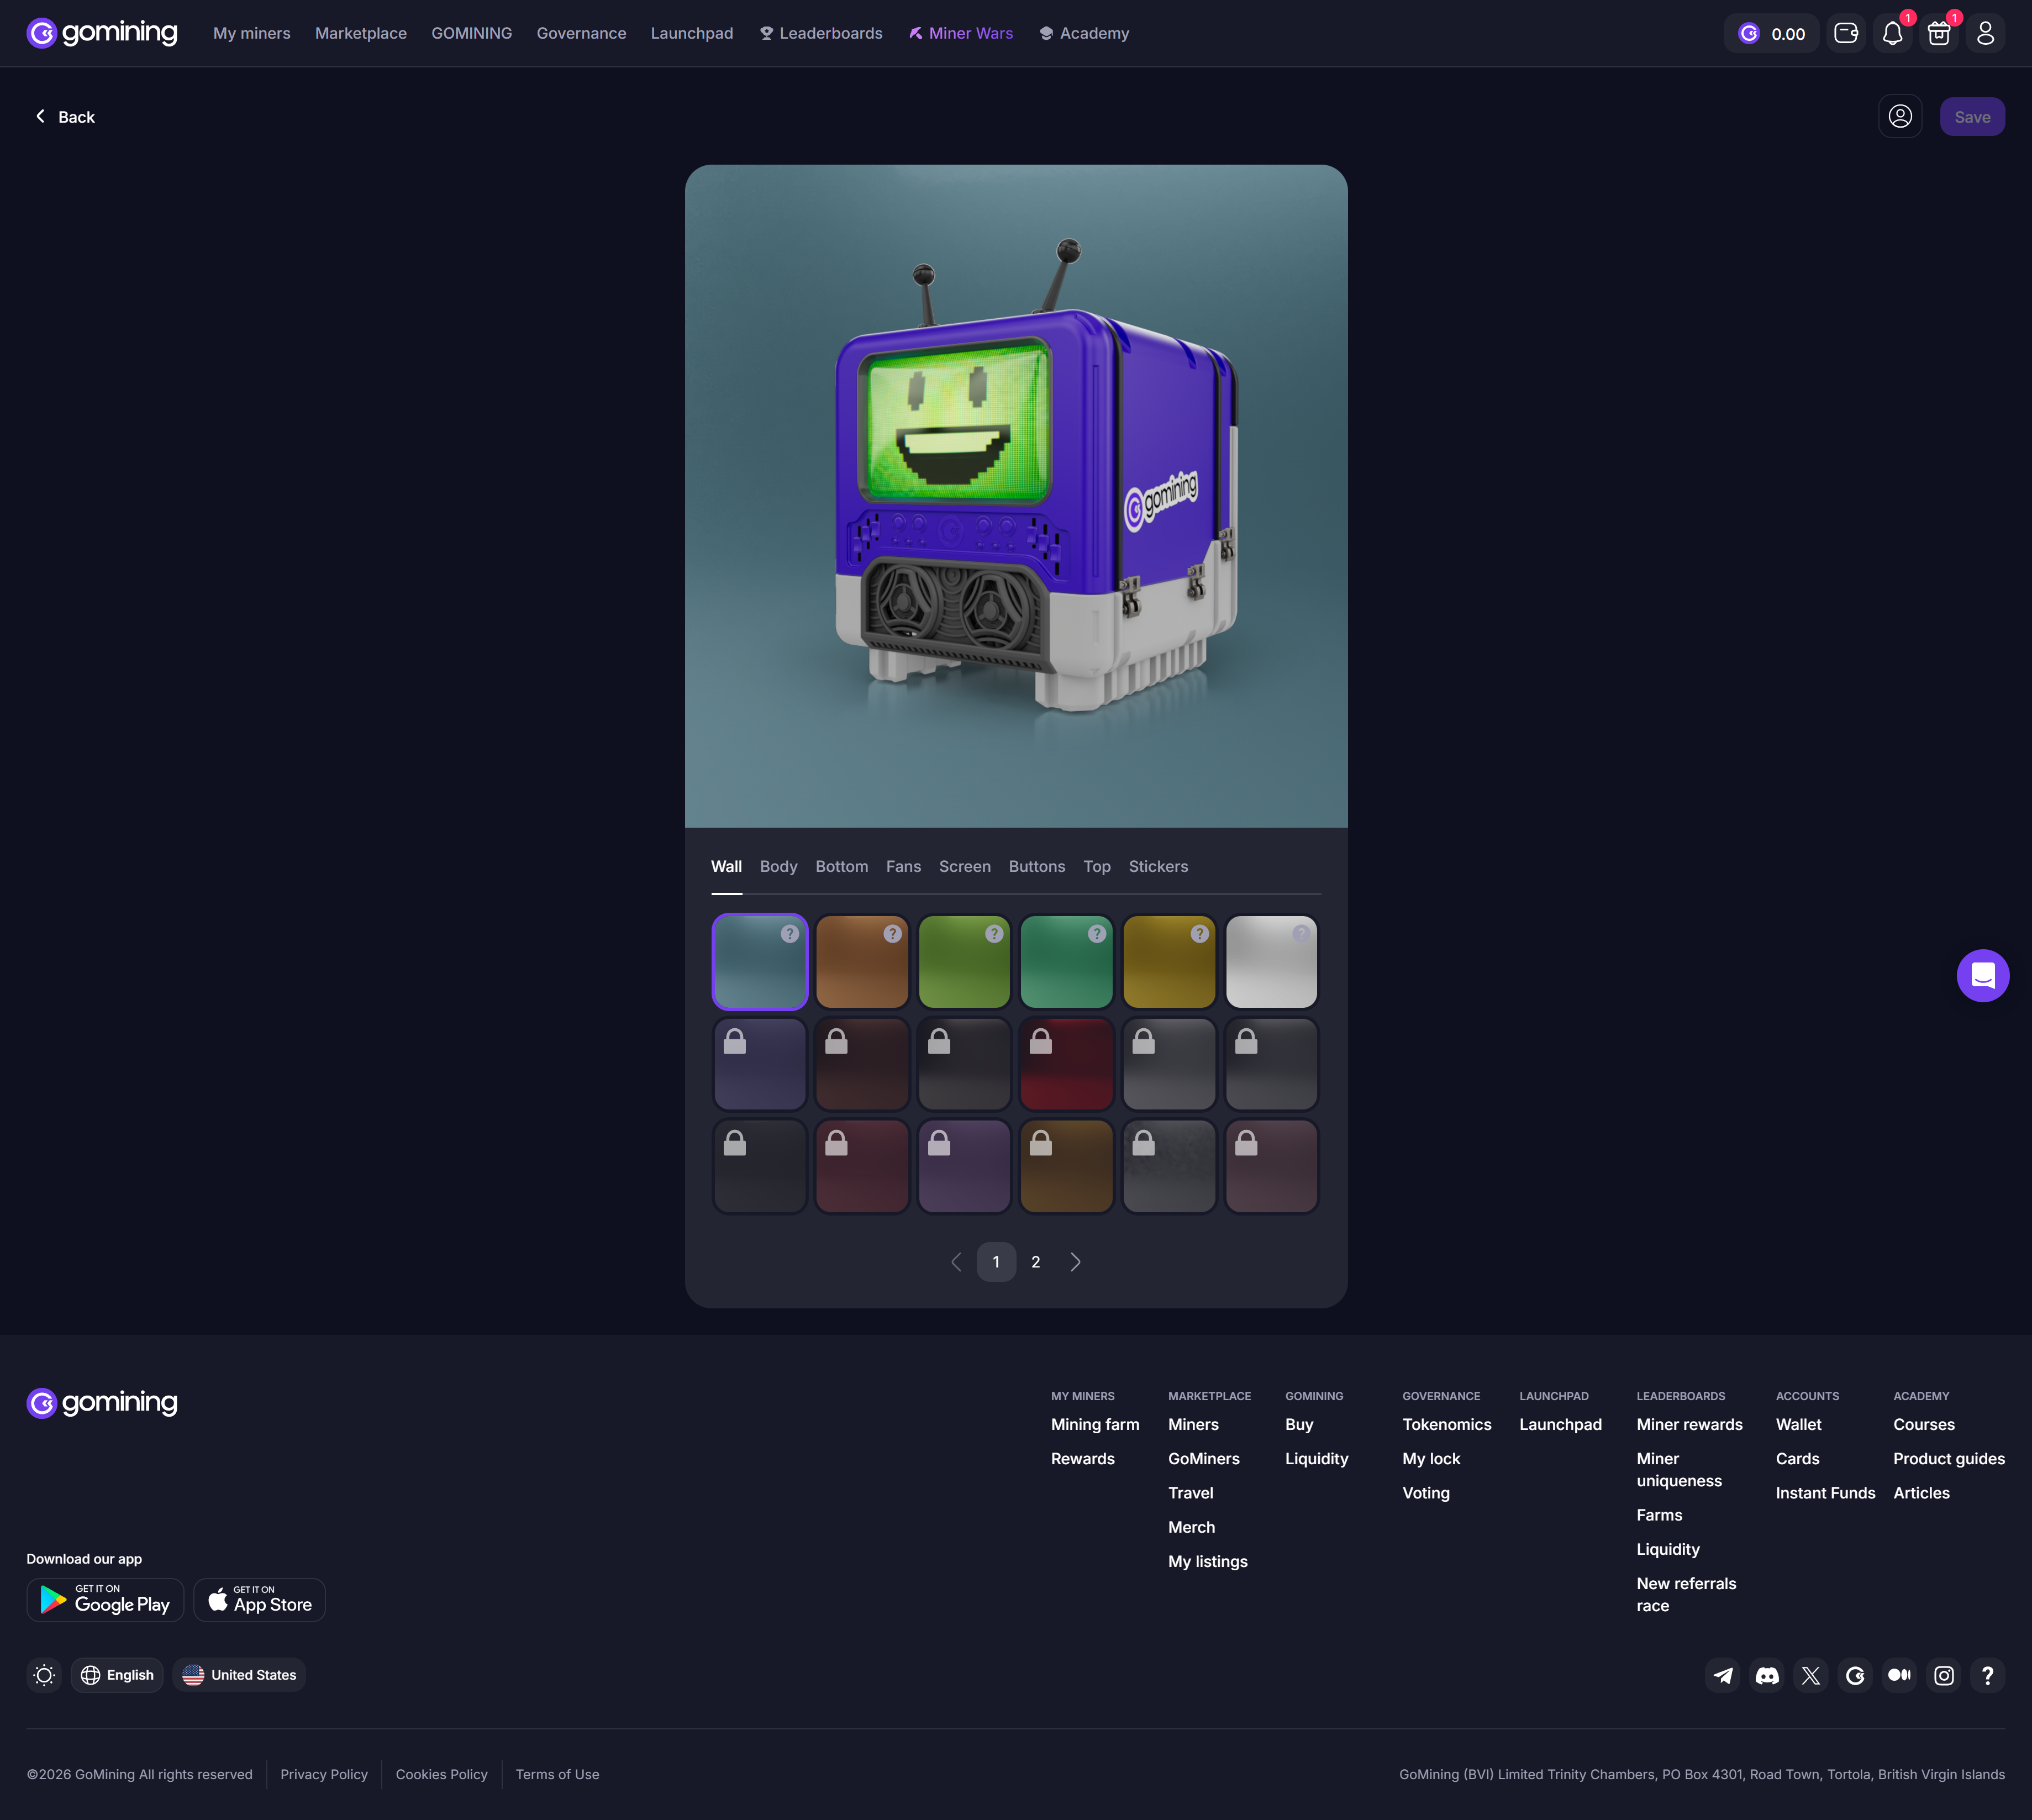 gomining
My miners
Marketplace
GOMINING
Governance
Launchpad
Leaderboards
Miner Wars
Academy
0.00
1
1
Back
Save
gomining
Wall
Body
Bottom
Fans
Screen
Buttons
Top
Stickers
?
?
?
?
?
?
1
2
gomining
MY MINERS
Mining farm
Rewards
MARKETPLACE
Miners
GoMiners
Travel
Merch
My listings
GOMINING
Buy
Liquidity
GOVERNANCE
Tokenomics
My lock
Voting
LAUNCHPAD
Launchpad
LEADERBOARDS
Miner rewards
Miner
uniqueness
Farms
Liquidity
New referrals
race
ACCOUNTS
Wallet
Cards
Instant Funds
ACADEMY
Courses
Product guides
Articles
Download our app
GET IT ON
Google Play
GET IT ON
App Store
English
United States
?
©2026 GoMining All rights reserved
Privacy Policy
Cookies Policy
Terms of Use
GoMining (BVI) Limited Trinity Chambers, PO Box 4301, Road Town, Tortola, British Virgin Islands